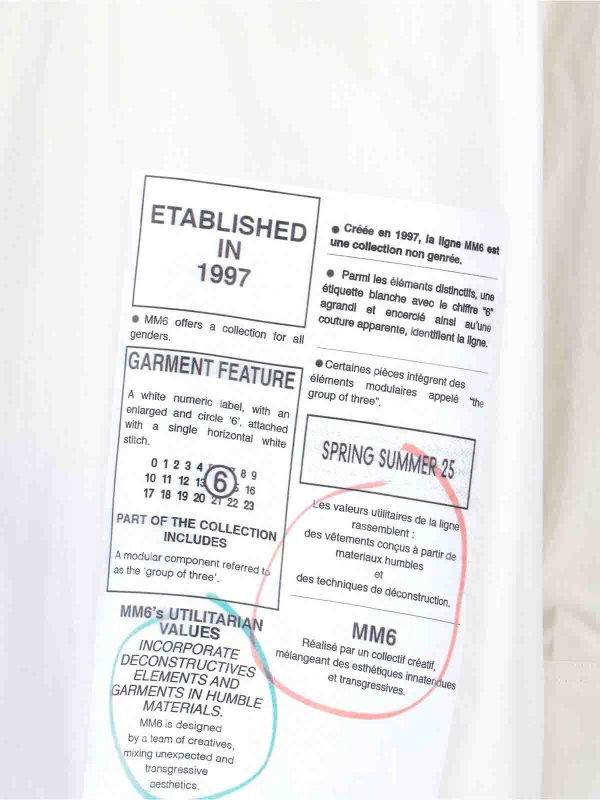 ETABLISHED
IN
1997
● MM6 offers a collection for all
genders.
GARMENT FEATURE
A white numeric label, with an
enlarged and circle '6', attached
with a single horizontal white
stitch.
0 1 2 3 4 8 9
10 11 12 13 6 16
17 18 19 20 21 22 23
PART OF THE COLLECTION
INCLUDES
A modular component referred to
as the 'group of three'.
MM6's UTILITARIAN
VALUES
INCORPORATE
DECONSTRUCTIVES
ELEMENTS AND
GARMENTS IN HUMBLE
MATERIALS.
MM6 is designed
by a team of creatives,
mixing unexpected and
transgressive
aesthetics.
● Créée en 1997, la ligne MM6 est
une collection non genrée.
● Parmi les éléments distinctifs, une
étiquette blanche avec le chiffre "6"
agrandi et encerclé ainsi au'une
couture apparente, identifient la ligne.
● Certaines pièces intègrent des
éléments modulaires appelé "the
group of three".
SPRING SUMMER 25
Les valeurs utilitaires de la ligne
rassemblent :
des vêtements conçus à partir de
materiaux humbles
et
des techniques de déconstruction.
MM6
Réalisé par un collectif créatif,
mélangeant des esthétiques innatendues
et transgressives.